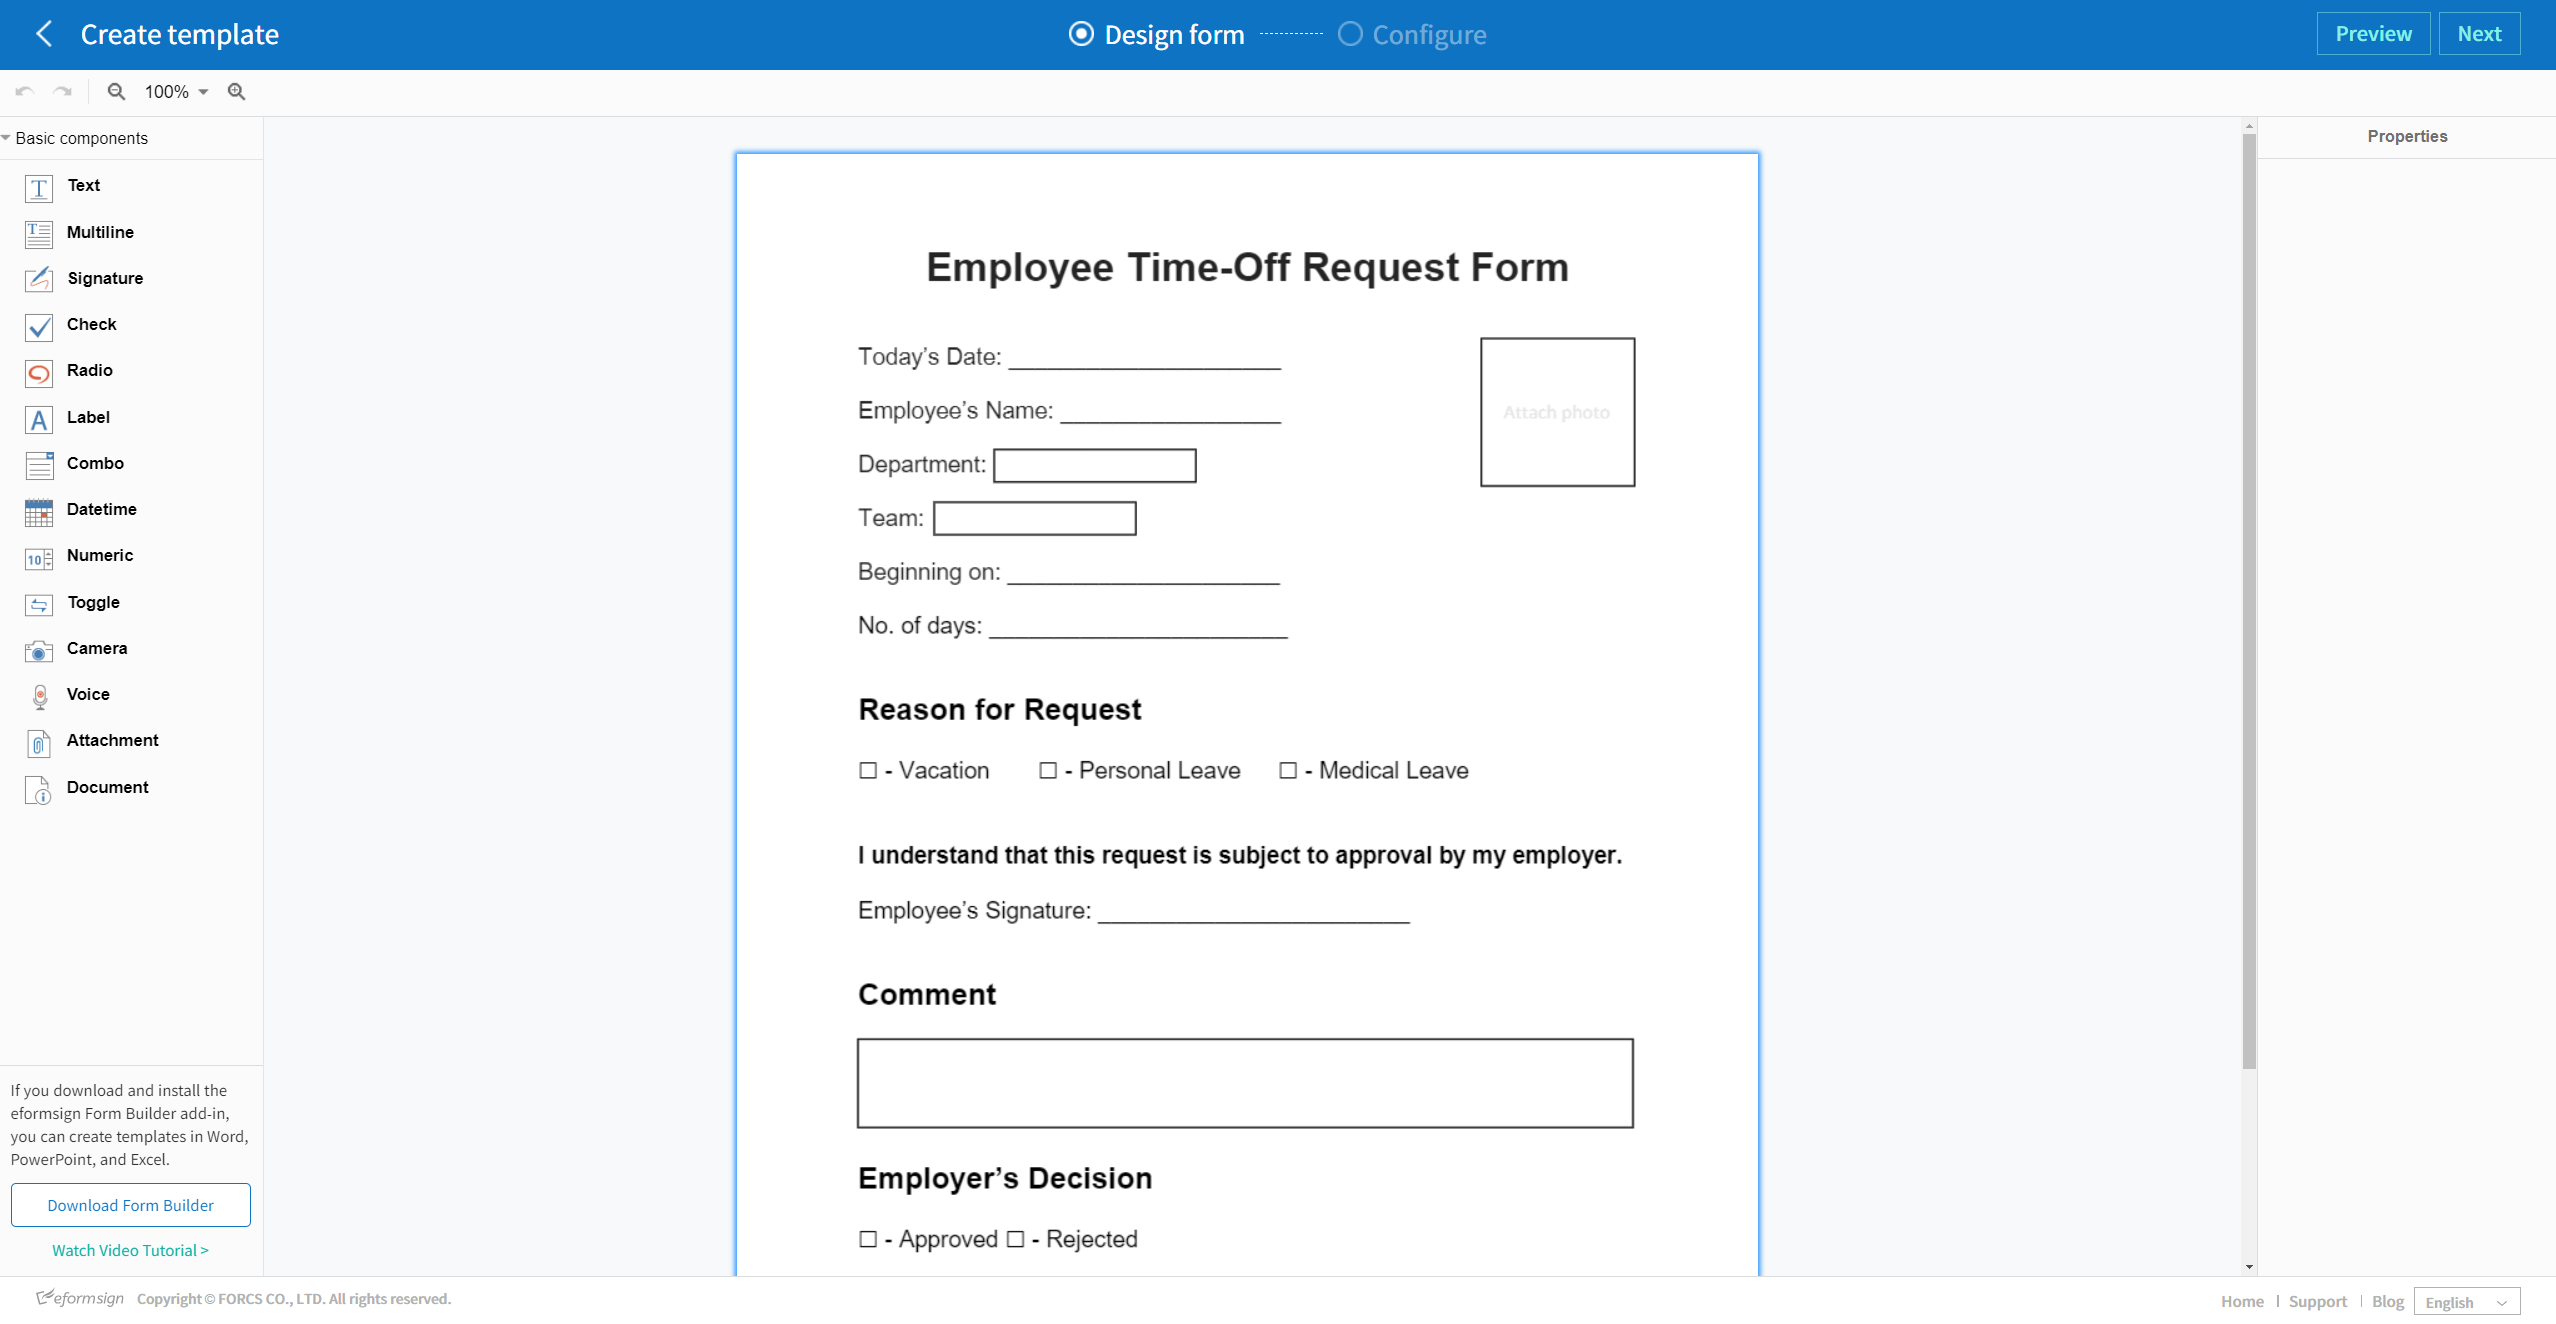 Create template
Design form
Configure
Preview
Next
100%
Basic components
Properties
Text
Multiline
Signature
Check
Radio
Label
Combo
Datetime
Numeric
Toggle
Camera
Voice
Attachment
Document
If you download and install the
eformsign Form Builder add-in,
you can create templates in Word,
PowerPoint, and Excel.
Download Form Builder
Watch Video Tutorial >
Employee Time-Off Request Form
Today’s Date: _____________________
Attach photo
Employee’s Name: _________________
Department:
Team:
Beginning on: _____________________
No. of days: _______________________
Reason for Request
☐ - Vacation ☐ - Personal Leave ☐ - Medical Leave
I understand that this request is subject to approval by my employer.
Employee’s Signature: ________________________
Comment
Employer’s Decision
☐ - Approved ☐ - Rejected
eformsign Copyright © FORCS CO., LTD. All rights reserved.
Home | Support | Blog English